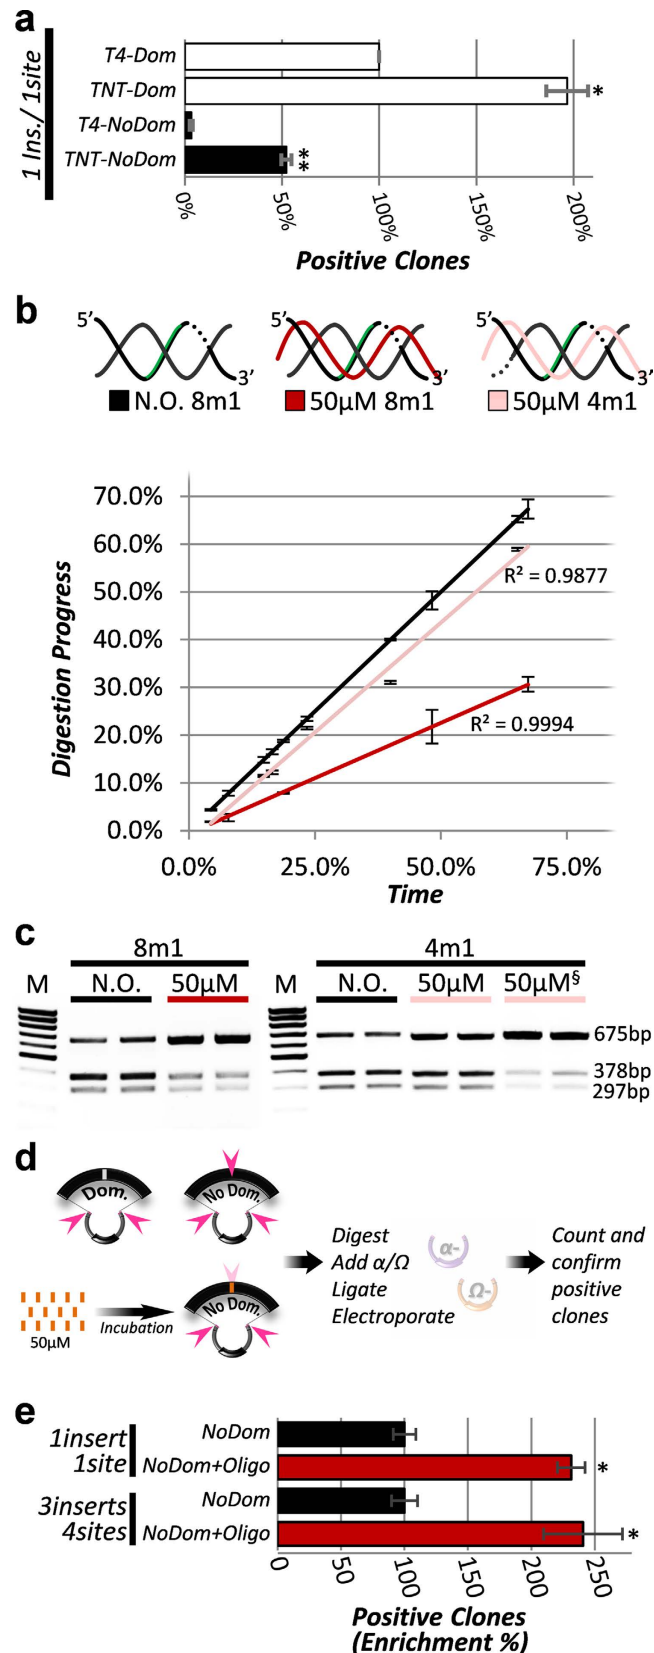 a
1 Ins./ 1site
T4-Dom
TNT-Dom
*
T4-NoDom
TNT-NoDom
**
0%
50%
100%
150%
200%
Positive Clones
b
5'
3'
5'
3'
5'
3'
N.O. 8m1
50µM 8m1
50µM 4m1
Digestion Progress
70.0%
60.0%
50.0%
40.0%
30.0%
20.0%
10.0%
0.0%
R² = 0.9877
R² = 0.9994
0.0%
25.0%
50.0%
75.0%
Time
c
8m1
4m1
M
N.O.
50µM
M
N.O.
50µM
50µM§
675bp
378bp
297bp
d
Dom.
No Dom.
No Dom.
50µM
Incubation
Digest
Add α/Ω
Ligate
Electroporate
α-
Ω-
Count and
confirm
positive
clones
e
1insert
1site
NoDom
NoDom+Oligo
*
3inserts
4sites
NoDom
NoDom+Oligo
*
0
50
100
150
200
250
Positive Clones
(Enrichment %)